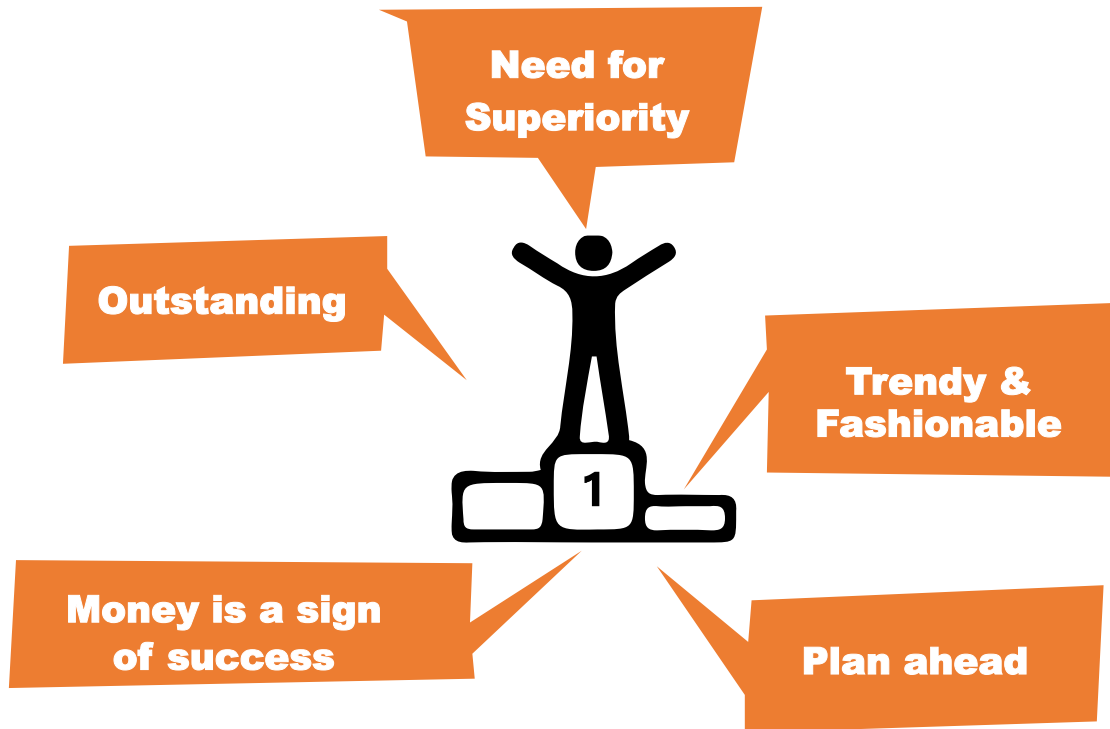 Need for
Superiority
Outstanding
Trendy &
Fashionable
1
Money is a sign
of success
Plan ahead